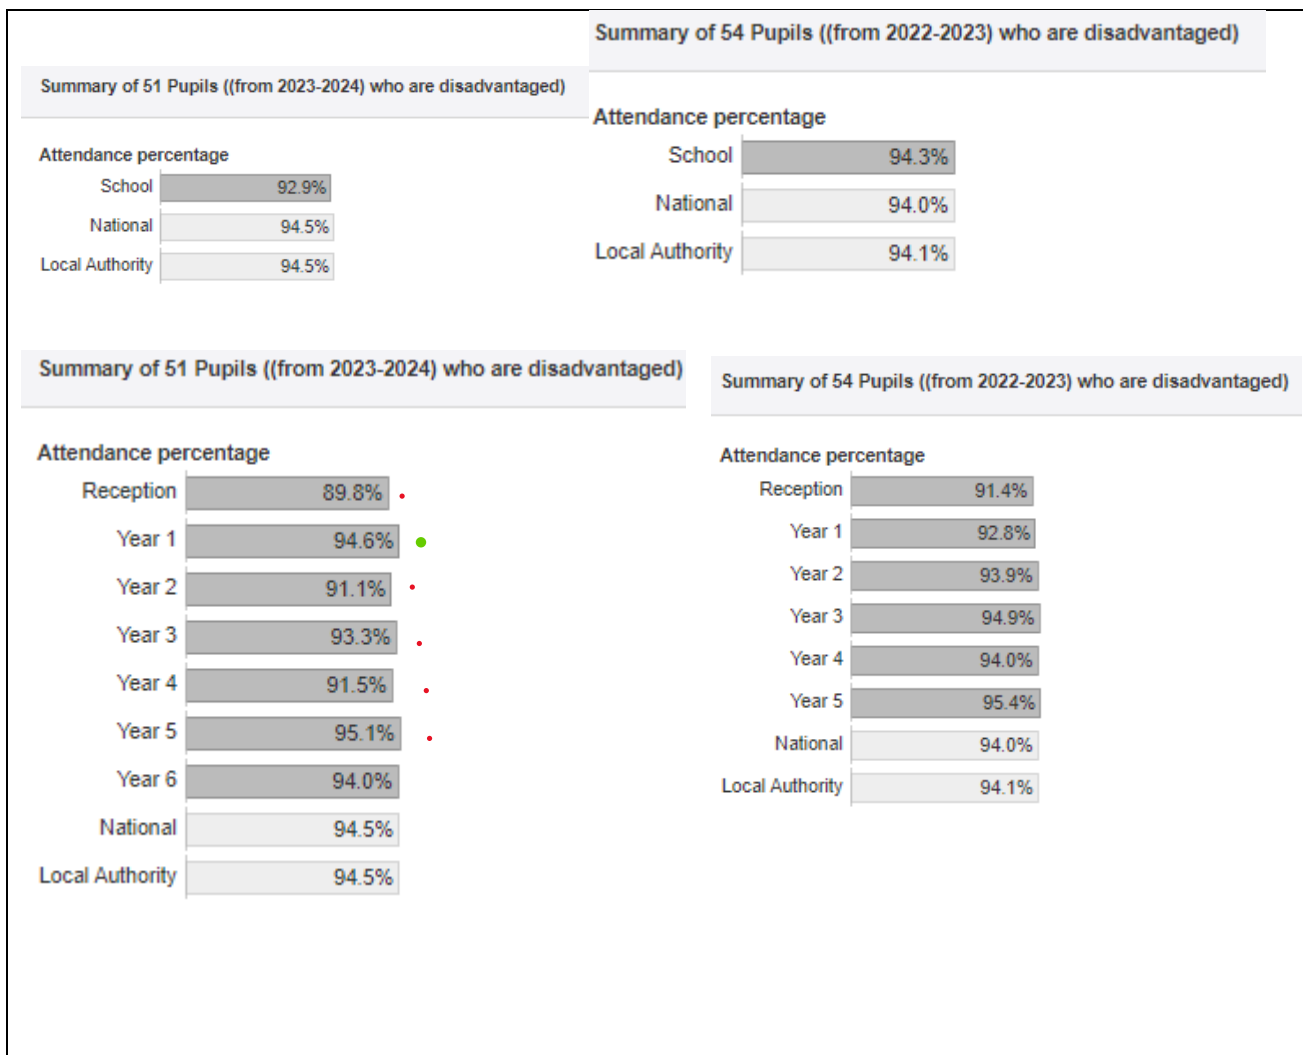 Summary of 51 Pupils ((from 2023-2024) who are disadvantaged)
Attendance percentage
School 92.9%
National 94.5%
Local Authority 94.5%
Summary of 54 Pupils ((from 2022-2023) who are disadvantaged)
Attendance percentage
School 94.3%
National 94.0%
Local Authority 94.1%
Summary of 51 Pupils ((from 2023-2024) who are disadvantaged)
Attendance percentage
Reception 89.8%
Year 1 94.6%
Year 2 91.1%
Year 3 93.3%
Year 4 91.5%
Year 5 95.1%
Year 6 94.0%
National 94.5%
Local Authority 94.5%
Summary of 54 Pupils ((from 2022-2023) who are disadvantaged)
Attendance percentage
Reception 91.4%
Year 1 92.8%
Year 2 93.9%
Year 3 94.9%
Year 4 94.0%
Year 5 95.4%
National 94.0%
Local Authority 94.1%